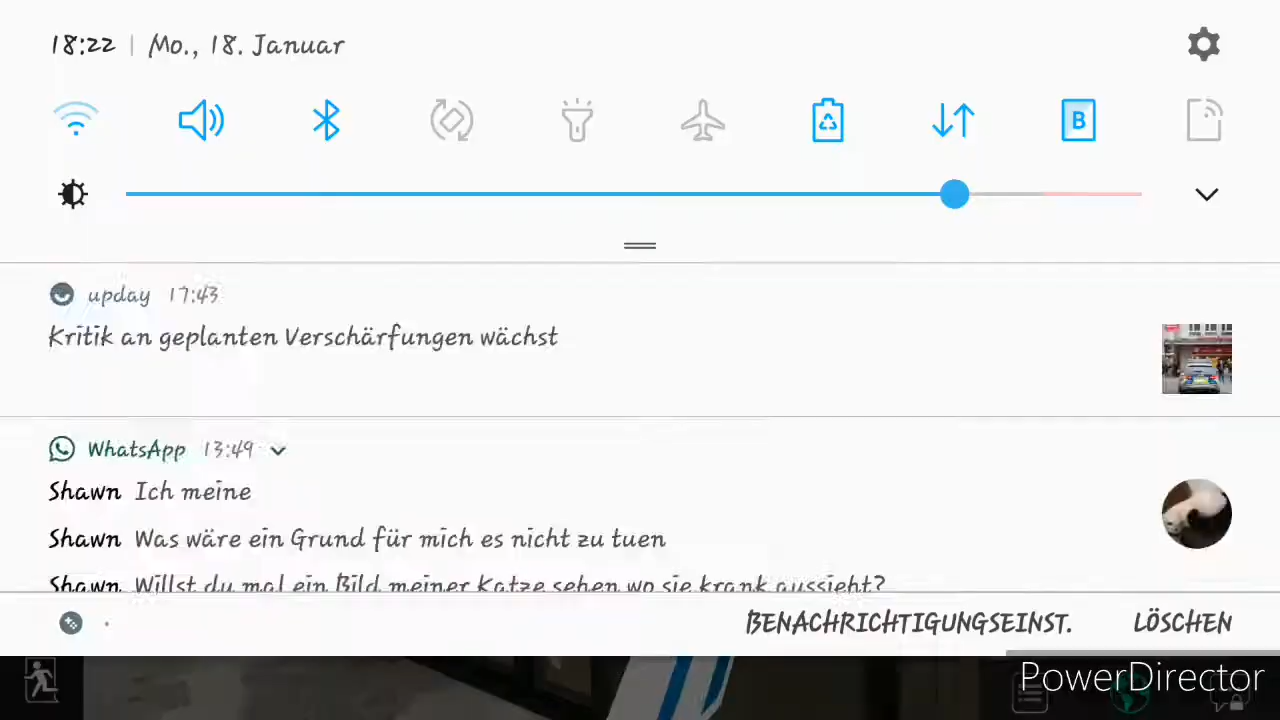 18:22 | Mo., 18. Januar
B
upday 17:43
Kritik an geplanten Verschärfungen wächst
WhatsApp 13:49
Shawn Ich meine
Shawn Was wäre ein Grund für mich es nicht zu tuen
Shawn Willst du mal ein Bild meiner Katze sehen wo sie krank aussieht?
BENACHRICHTIGUNGSEINST. LÖSCHEN
PowerDirector